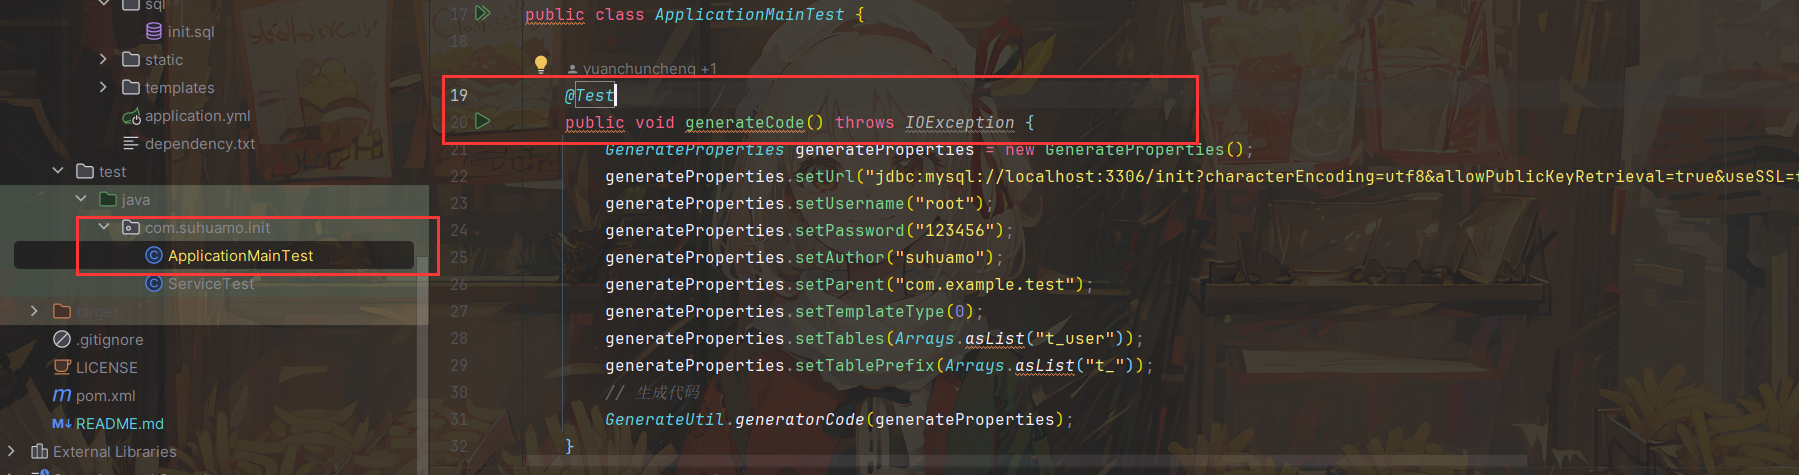 sql
init.sql
static
templates
application.yml
dependency.txt
test
java
com.suhuamo.init
ApplicationMainTest
ServiceTest
target
.gitignore
LICENSE
pom.xml
M↓ README.md
External Libraries
17 public class ApplicationMainTest {
18
yuanchuncheng +1
19 @Test
20 public void generateCode() throws IOException {
21 GenerateProperties generateProperties = new GenerateProperties();
22 generateProperties.setUrl("jdbc:mysql://localhost:3306/init?characterEncoding=utf8&allowPublicKeyRetrieval=true&useSSL=
23 generateProperties.setUsername("root");
24 generateProperties.setPassword("123456");
25 generateProperties.setAuthor("suhuamo");
26 generateProperties.setParent("com.example.test");
27 generateProperties.setTemplateType(0);
28 generateProperties.setTables(Arrays.asList("t_user"));
29 generateProperties.setTablePrefix(Arrays.asList("t_"));
30 // 生成代码
31 GenerateUtil.generatorCode(generateProperties);
32 }